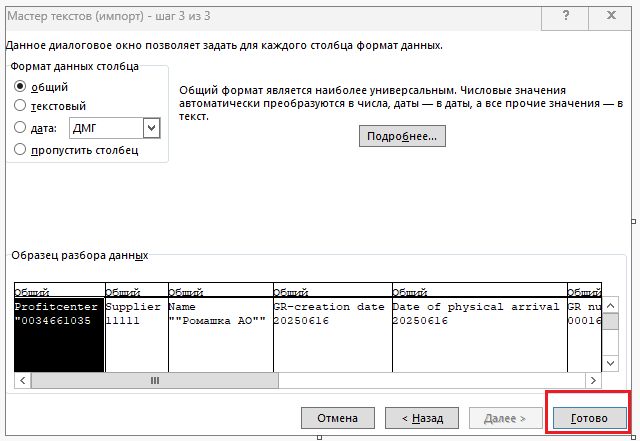 Мастер текстов (импорт) - шаг 3 из 3
? X
Данное диалоговое окно позволяет задать для каждого столбца формат данных.
Формат данных столбца
общий
текстовый
дата: ДМГ
пропустить столбец
Общий формат является наиболее универсальным. Числовые значения
автоматически преобразуются в числа, даты — в даты, а все прочие значения — в
текст.
Подробнее...
Образец разбора данных
Общий Общий Общий Общий Общий Общий
Profitcenter Supplier Name GR-creation date Date of physical arrival GR nu
"0034661035 11111 ""Ромашка АО"" 20250616 20250616 00016
Отмена < Назад Далее > Готово